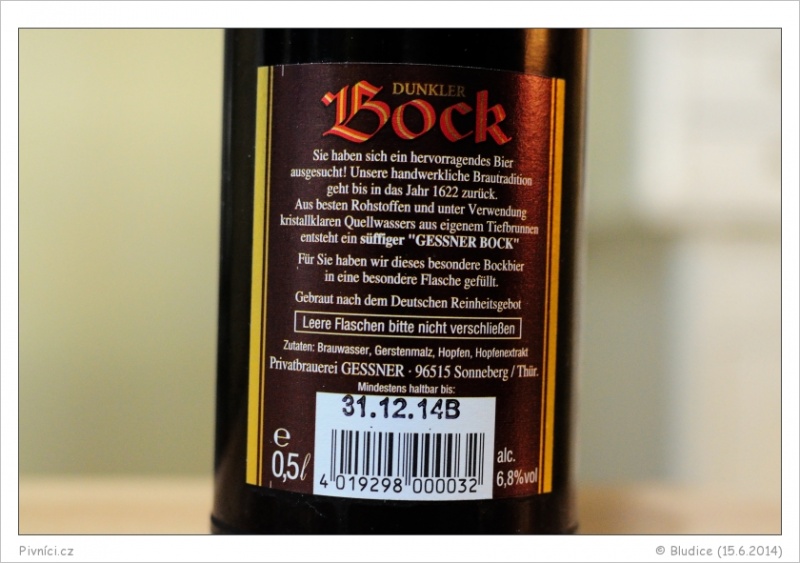 DUNKLER
Bock
Sie haben sich ein hervorragendes Bier
ausgesucht! Unsere handwerkliche Brautradition
geht bis in das Jahr 1622 zurück.
Aus besten Rohstoffen und unter Verwendung
kristallklaren Quellwassers aus eigenem Tiefbrunnen
entsteht ein süffiger "GESSNER BOCK"
Für Sie haben wir dieses besondere Bockbier
in eine besondere Flasche gefüllt.
Gebraut nach dem Deutschen Reinheitsgebot
Leere Flaschen bitte nicht verschließen
Zutaten: Brauwasser, Gerstenmalz, Hopfen, Hopfenextrakt
Privatbrauerei GESSNER · 96515 Sonneberg / Thür.
Mindestens haltbar bis:
31.12.14B
e
0,5ℓ
4 019298 000032
alc.
6,8%vol
Pivníci.cz
© Bludice (15.6.2014)